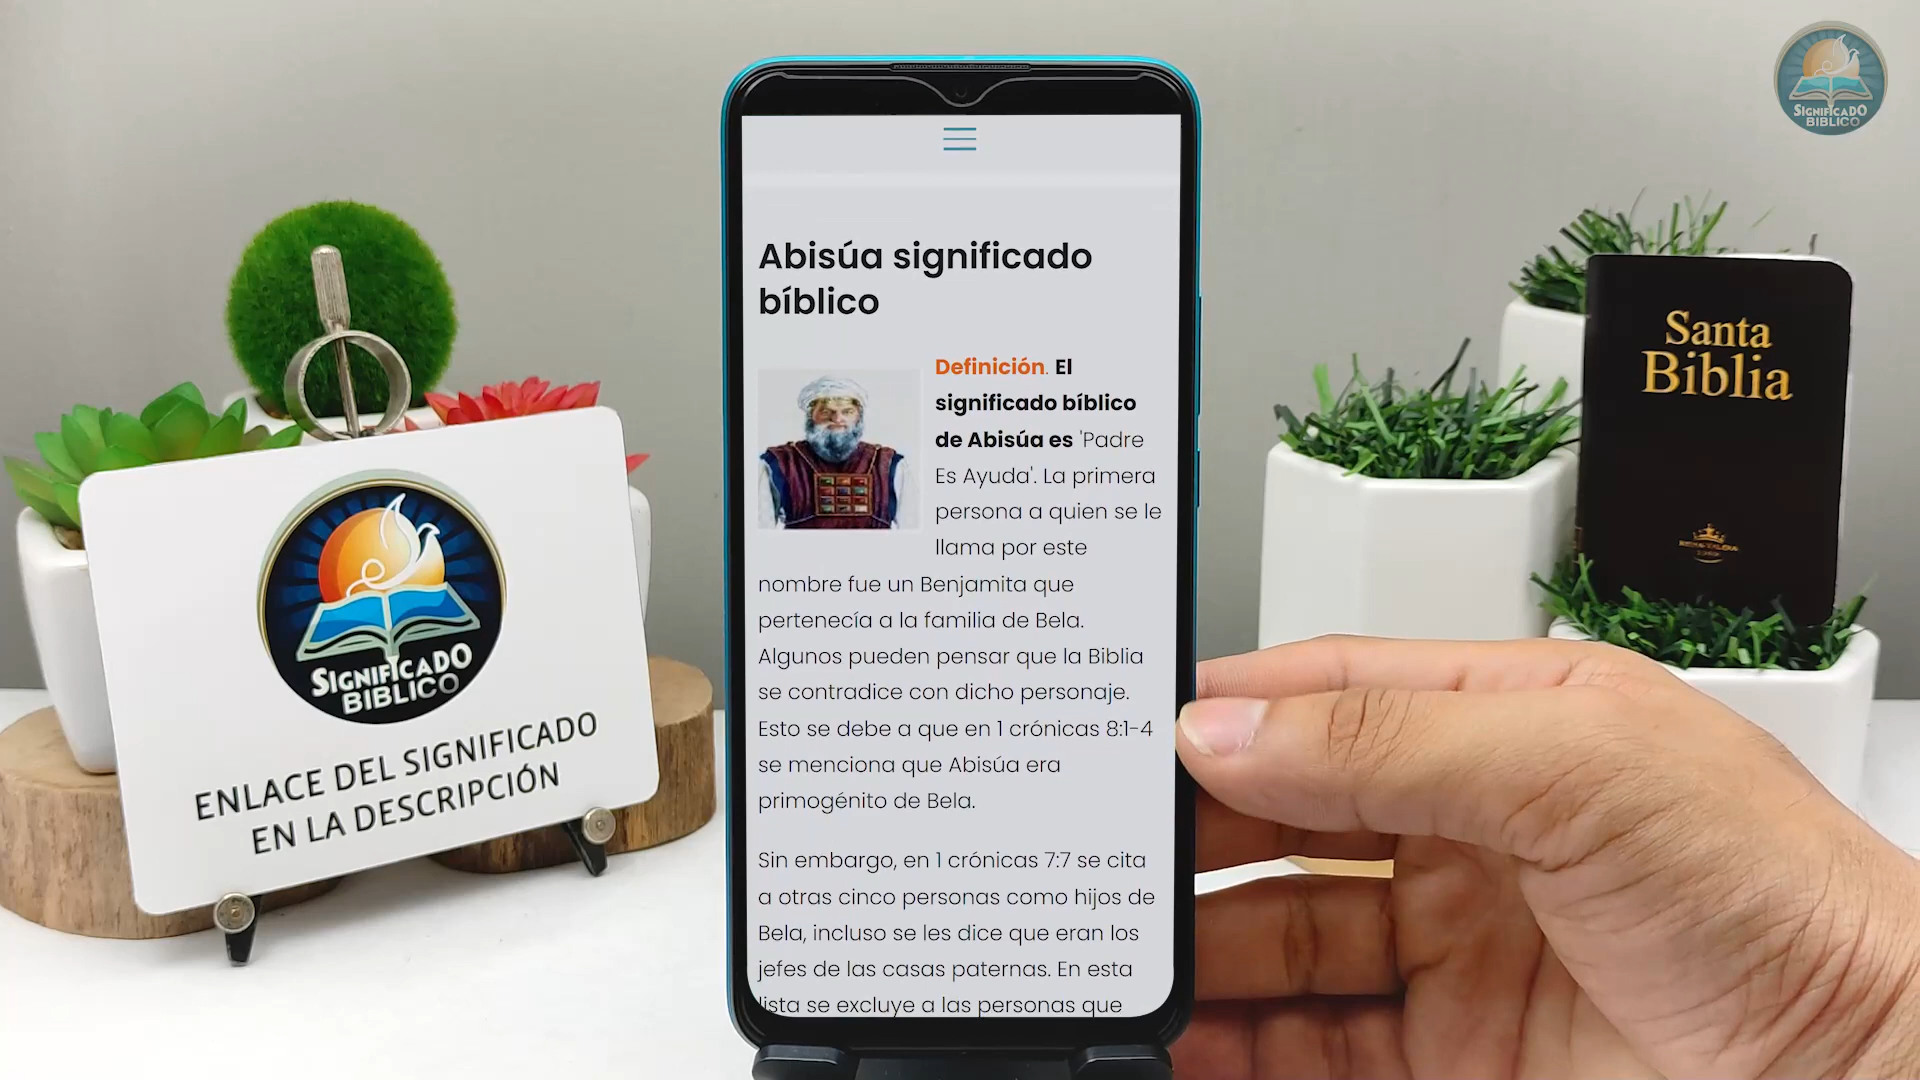 SIGNIFICADO
BIBLICO
Abisúa significado
bíblico
Definición. El
significado bíblico
de Abisúa es 'Padre
Es Ayuda'. La primera
persona a quien se le
llama por este
nombre fue un Benjamita que
pertenecía a la familia de Bela.
Algunos pueden pensar que la Biblia
se contradice con dicho personaje.
Esto se debe a que en 1 crónicas 8:1-4
se menciona que Abisúa era
primogénito de Bela.
Sin embargo, en 1 crónicas 7:7 se cita
a otras cinco personas como hijos de
Bela, incluso se les dice que eran los
jefes de las casas paternas. En esta
lista se excluye a las personas que
SIGNIFICADO
BIBLICO
ENLACE DEL SIGNIFICADO
EN LA DESCRIPCIÓN
Santa
Biblia